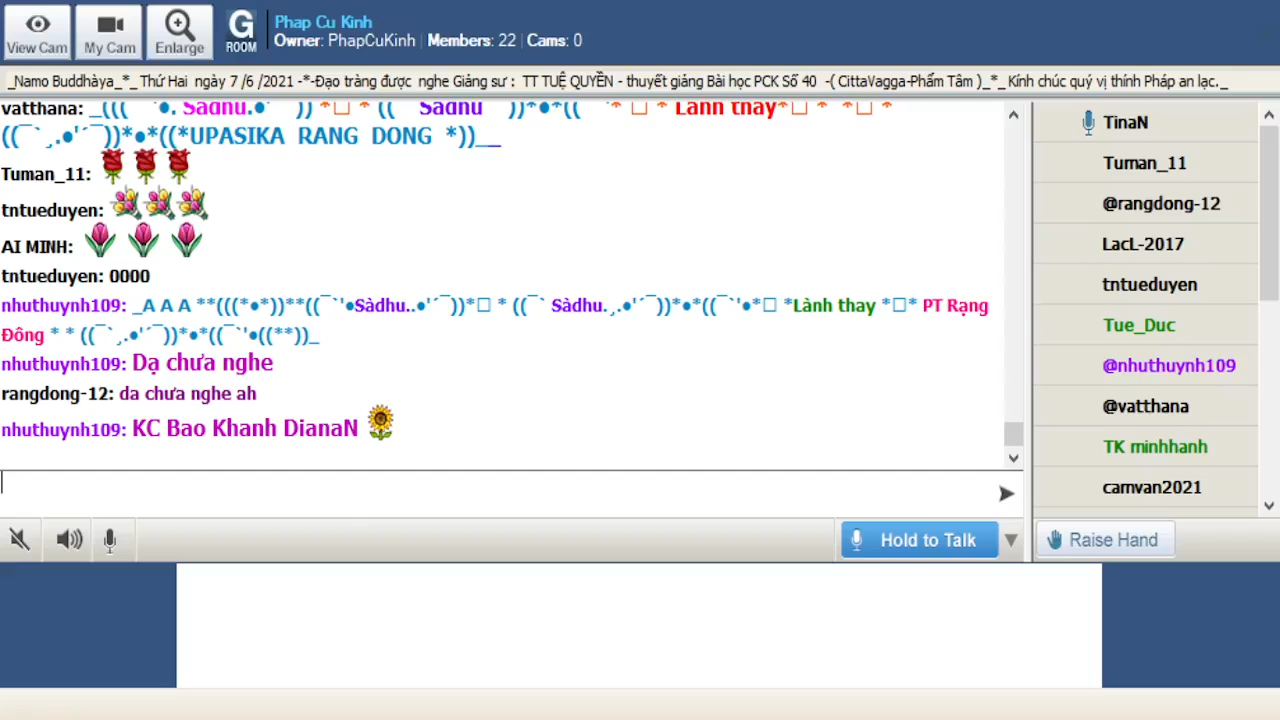 View Cam
My Cam
Enlarge
G
ROOM
Phap Cu Kinh
Owner: PhapCuKinh | Members: 22 | Cams: 0
_Namo Buddhàya_*_ Thứ Hai ngày 7 /6 /2021 -*-Đạo tràng được nghe Giảng sư : TT TUỆ QUYỀN - thuyết giảng Bài học PCK Số 40 -( CittaVagga-Phẩm Tâm )_*_Kính chúc quý vị thính Pháp an lạc._
vatthana: _((( ¯`●. Sàdhu.●´¯))*□ * ((¯ Sàdhu ¯))*●*((¯`* □ * Lành thay*□ * *□ *
((¯`¸.●'´¯))*●*((*UPASIKA RANG DONG *))__
Tuman_11:
tntueduyen:
AI MINH:
tntueduyen: 0000
nhuthuynh109: _A A A **(((*●*))**((¯`'●Sàdhu..●'´¯))*□ * ((¯` Sàdhu.¸.●'´¯))*●*((¯`'●*□ *Lành thay *□* PT Rạng
Đông * * ((¯`¸.●'´¯))*●*((¯`'●((**))_
nhuthuynh109: Dạ chưa nghe
rangdong-12: da chưa nghe ah
nhuthuynh109: KC Bao Khanh DianaN
TinaN
Tuman_11
@rangdong-12
LacL-2017
tntueduyen
Tue_Duc
@nhuthuynh109
@vatthana
TK minhhanh
camvan2021
Hold to Talk
Raise Hand